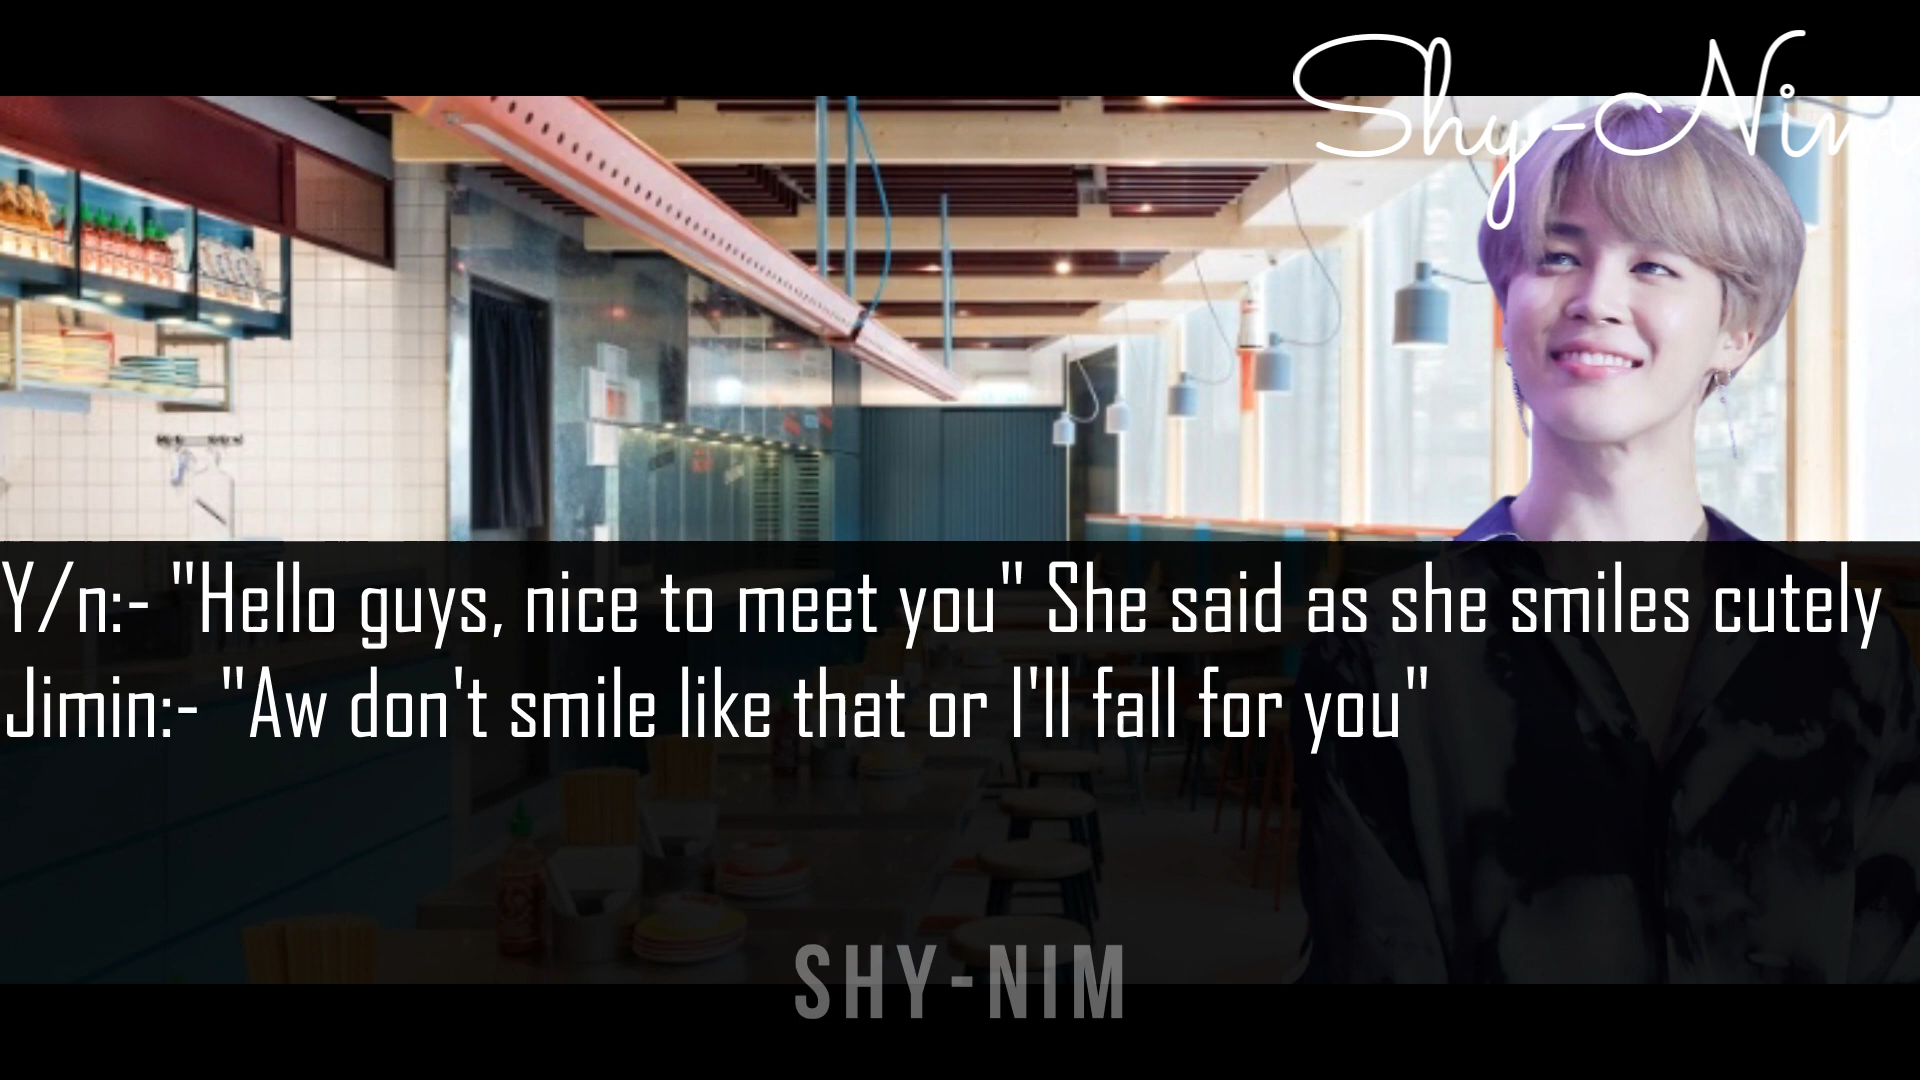 Shy-Nim
Y/n:- "Hello guys, nice to meet you" She said as she smiles cutely
Jimin:- "Aw don't smile like that or I'll fall for you"
SHY-NIM